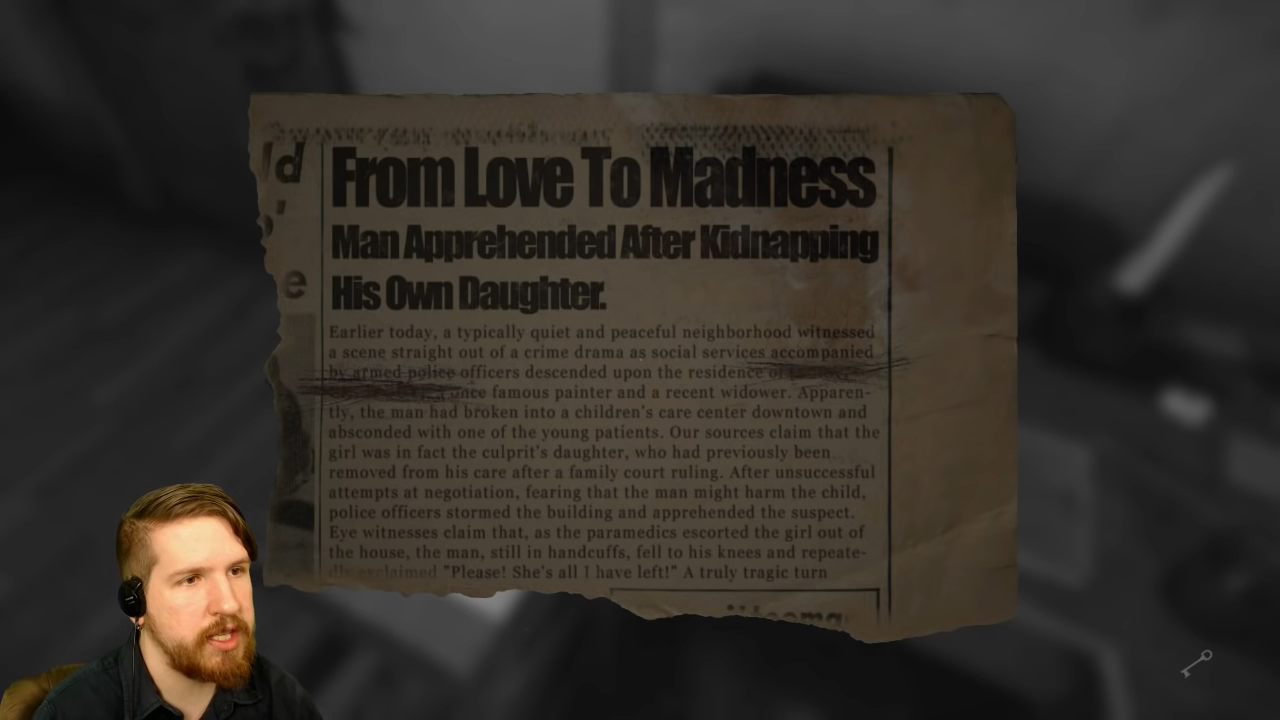 ld
From Love To Madness
Man Apprehended After Kidnapping
e
His Own Daughter.
Earlier today, a typically quiet and peaceful neighborhood witnessed
a scene straight out of a crime drama as social services accompanied
by armed police officers descended upon the residence of
once famous painter and a recent widower. Apparen-
tly, the man had broken into a children's care center downtown and
absconded with one of the young patients. Our sources claim that the
girl was in fact the culprit's daughter, who had previously been
removed from his care after a family court ruling. After unsuccessful
attempts at negotiation, fearing that the man might harm the child,
police officers stormed the building and apprehended the suspect.
Eye witnesses claim that, as the paramedics escorted the girl out of
the house, the man, still in handcuffs, fell to his knees and repeate-
dly exclaimed "Please! She's all I have left!" A truly tragic turn